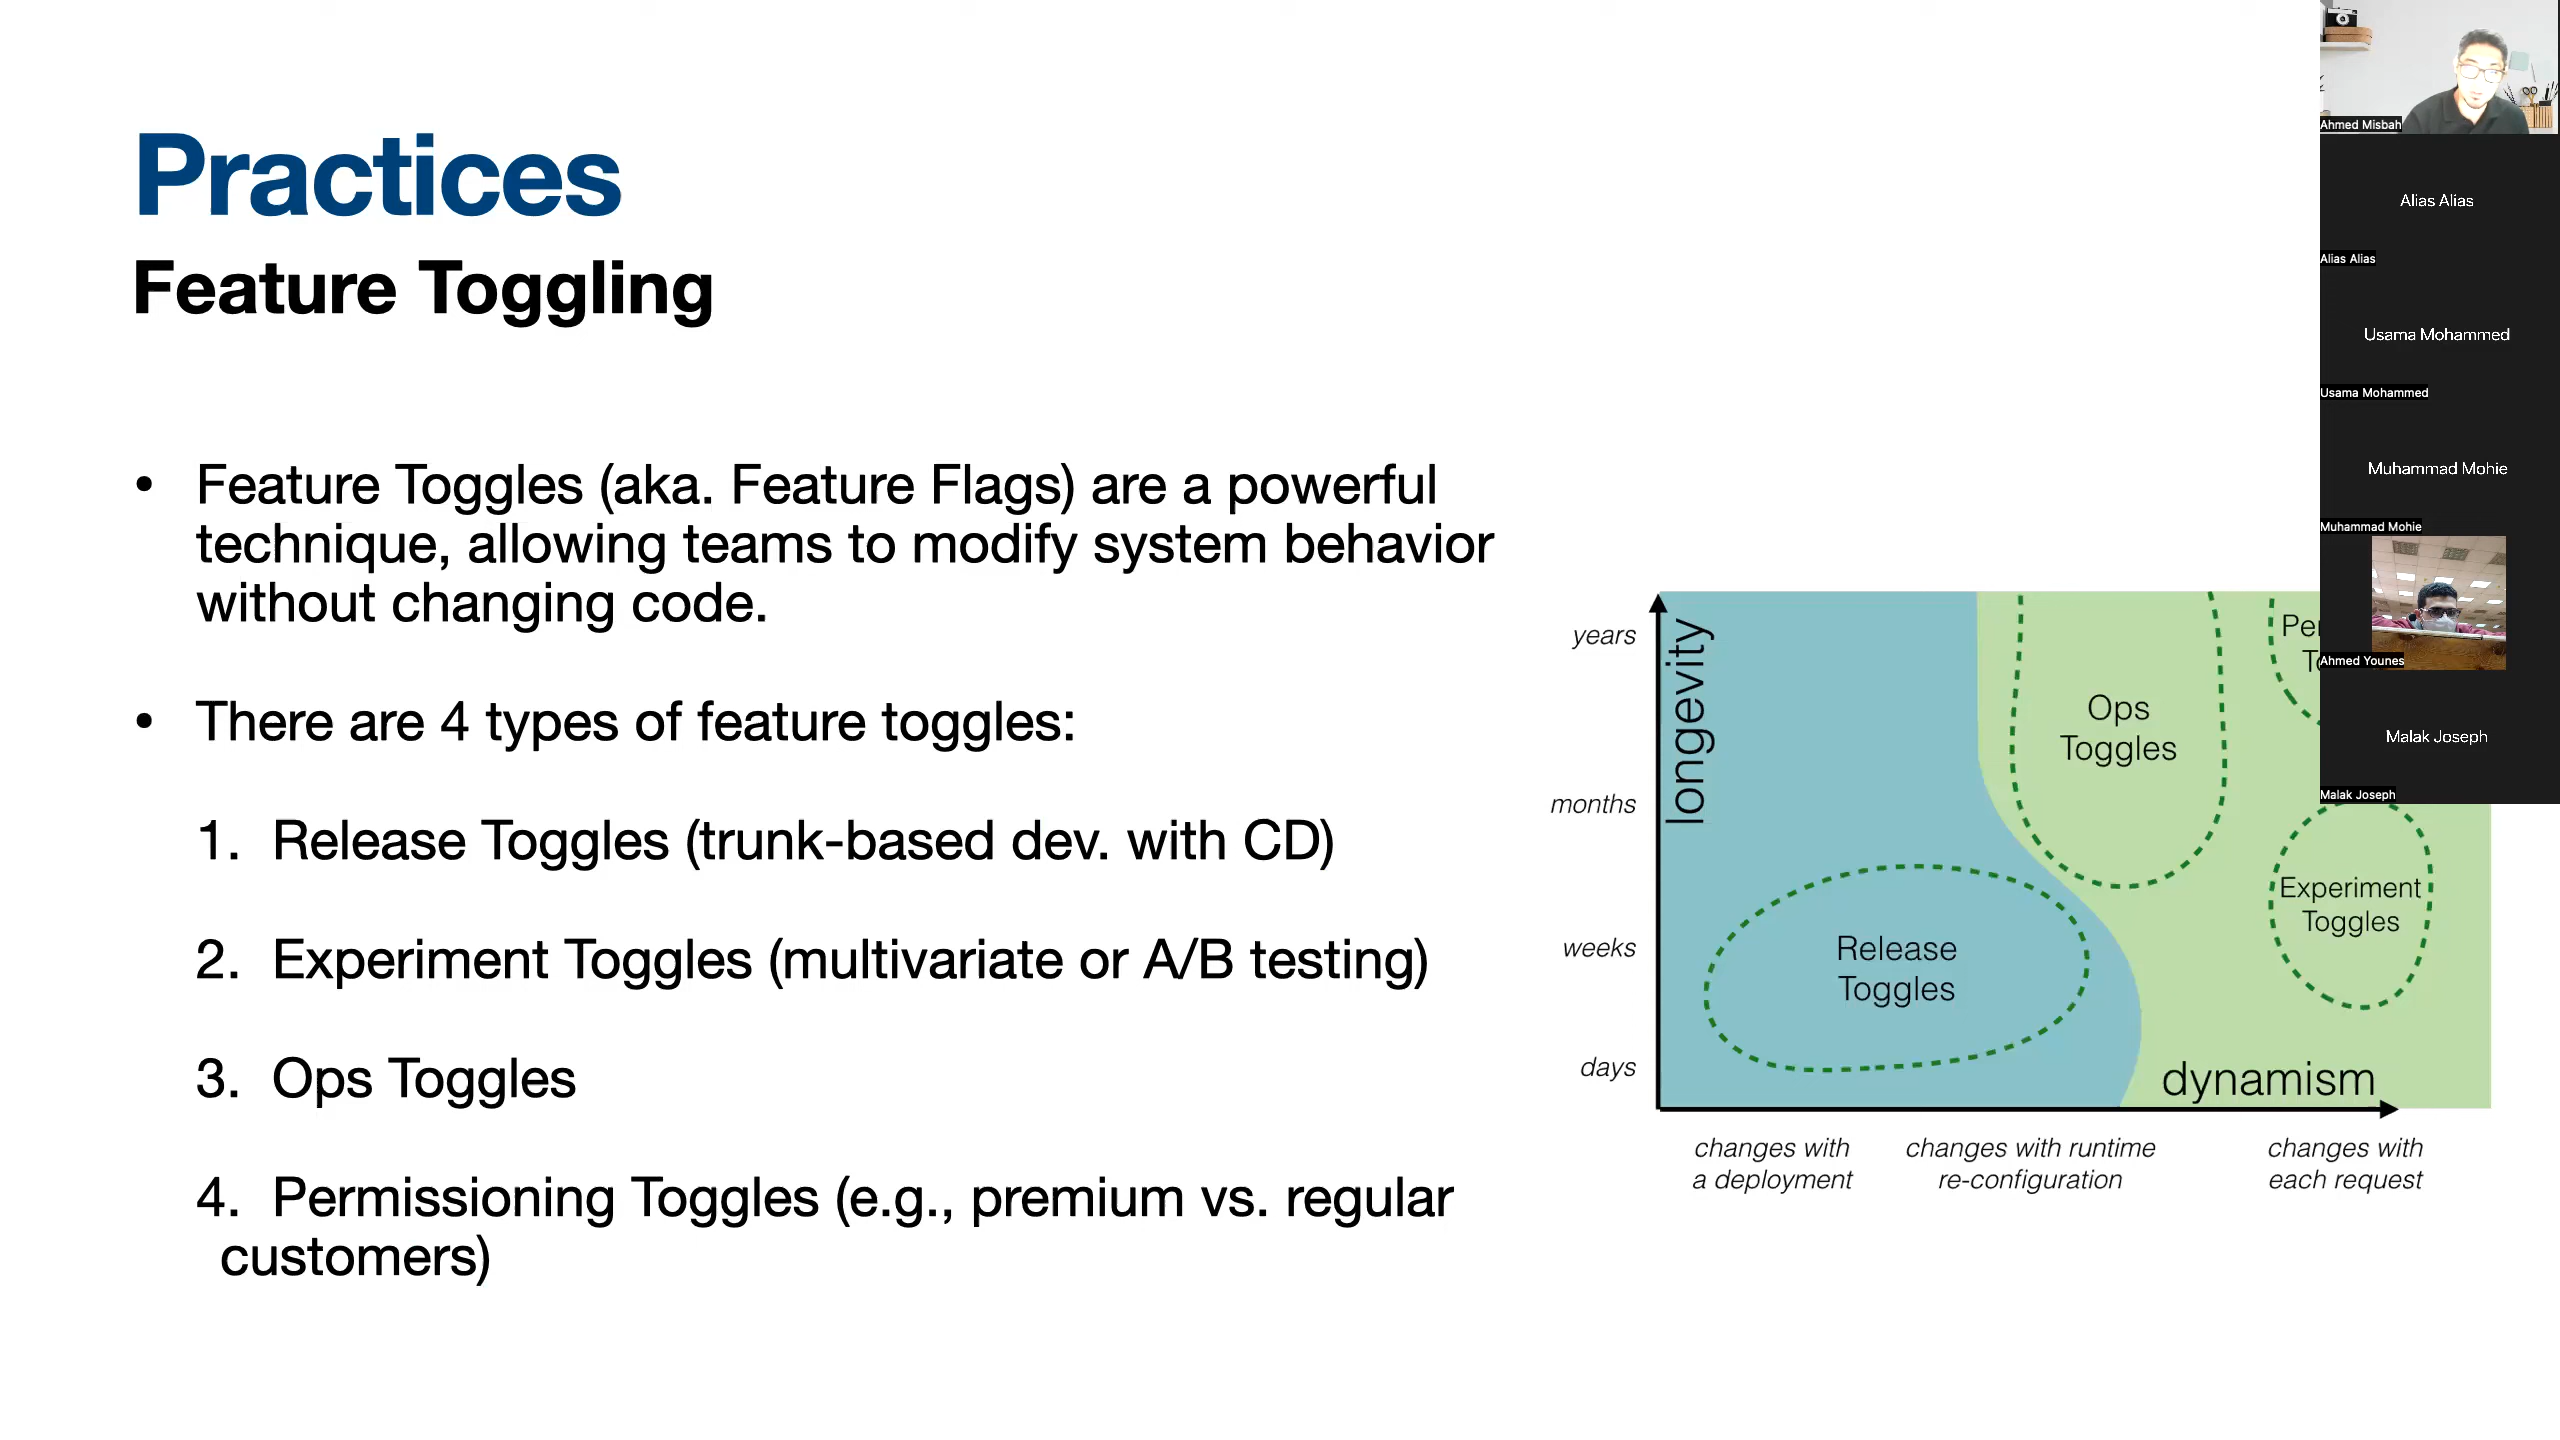 Practices
Feature Toggling
• Feature Toggles (aka. Feature Flags) are a powerful
technique, allowing teams to modify system behavior
without changing code.
• There are 4 types of feature toggles:
1. Release Toggles (trunk-based dev. with CD)
2. Experiment Toggles (multivariate or A/B testing)
3. Ops Toggles
4. Permissioning Toggles (e.g., premium vs. regular
customers)
longevity
years
months
weeks
days
Ops
Toggles
Experiment
Toggles
Release
Toggles
dynamism
changes with
a deployment
changes with runtime
re-configuration
changes with
each request
Ahmed Misbah
Alias Alias
Alias Alias
Usama Mohammed
Usama Mohammed
Muhammad Mohie
Muhammad Mohie
Ahmed Younes
Malak Joseph
Malak Joseph